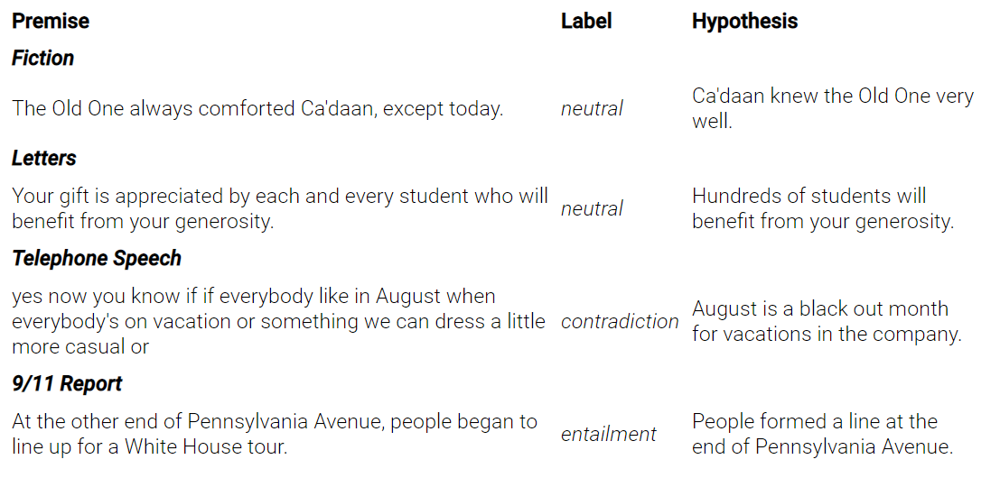 Premise Label Hypothesis
Fiction
The Old One always comforted Ca'daan, except today.
neutral
Ca'daan knew the Old One very
well.
Letters
Your gift is appreciated by each and every student who will
benefit from your generosity.
neutral
Hundreds of students will
benefit from your generosity.
Telephone Speech
yes now you know if if everybody like in August when
everybody's on vacation or something we can dress a little
more casual or
contradiction
August is a black out month
for vacations in the company.
9/11 Report
At the other end of Pennsylvania Avenue, people began to
line up for a White House tour.
entailment
People formed a line at the
end of Pennsylvania Avenue.